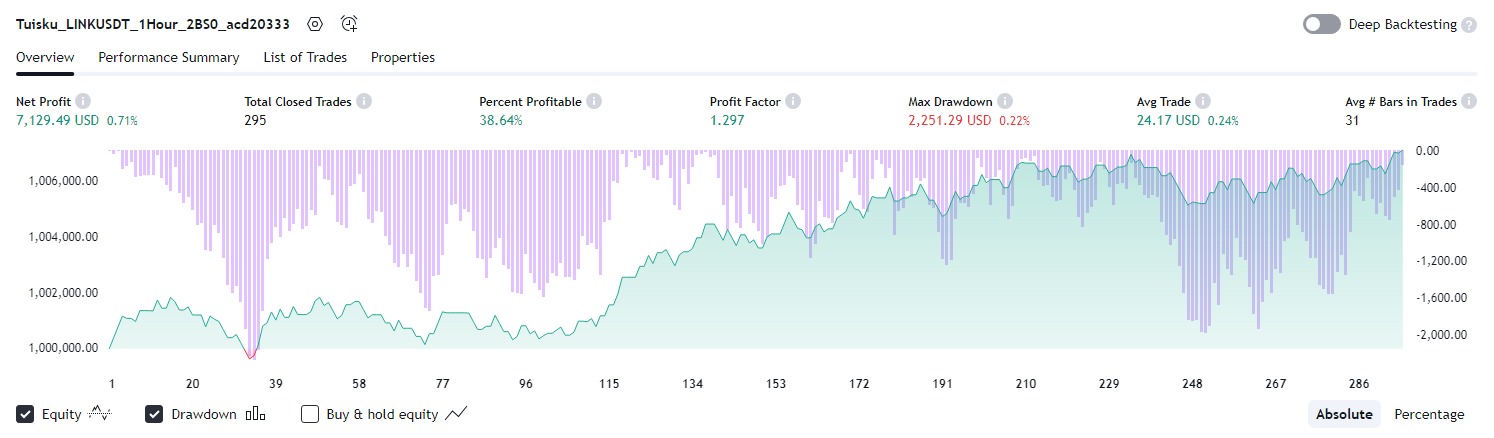 Tuisku_LINKUSDT_1Hour_2BS0_acd20333 Deep Backtesting
Overview Performance Summary List of Trades Properties
Net Profit Total Closed Trades Percent Profitable Profit Factor Max Drawdown Avg Trade Avg # Bars in Trades
7,129.49 USD 0.71% 295 38.64% 1.297 2,251.29 USD 0.22% 24.17 USD 0.24% 31
0.00
1,006,000.00
-400.00
-800.00
1,004,000.00
-1,200.00
1,002,000.00
-1,600.00
-2,000.00
1,000,000.00
1 20 39 58 77 96 115 134 153 172 191 210 229 248 267 286
Equity Drawdown Buy & hold equity Absolute Percentage